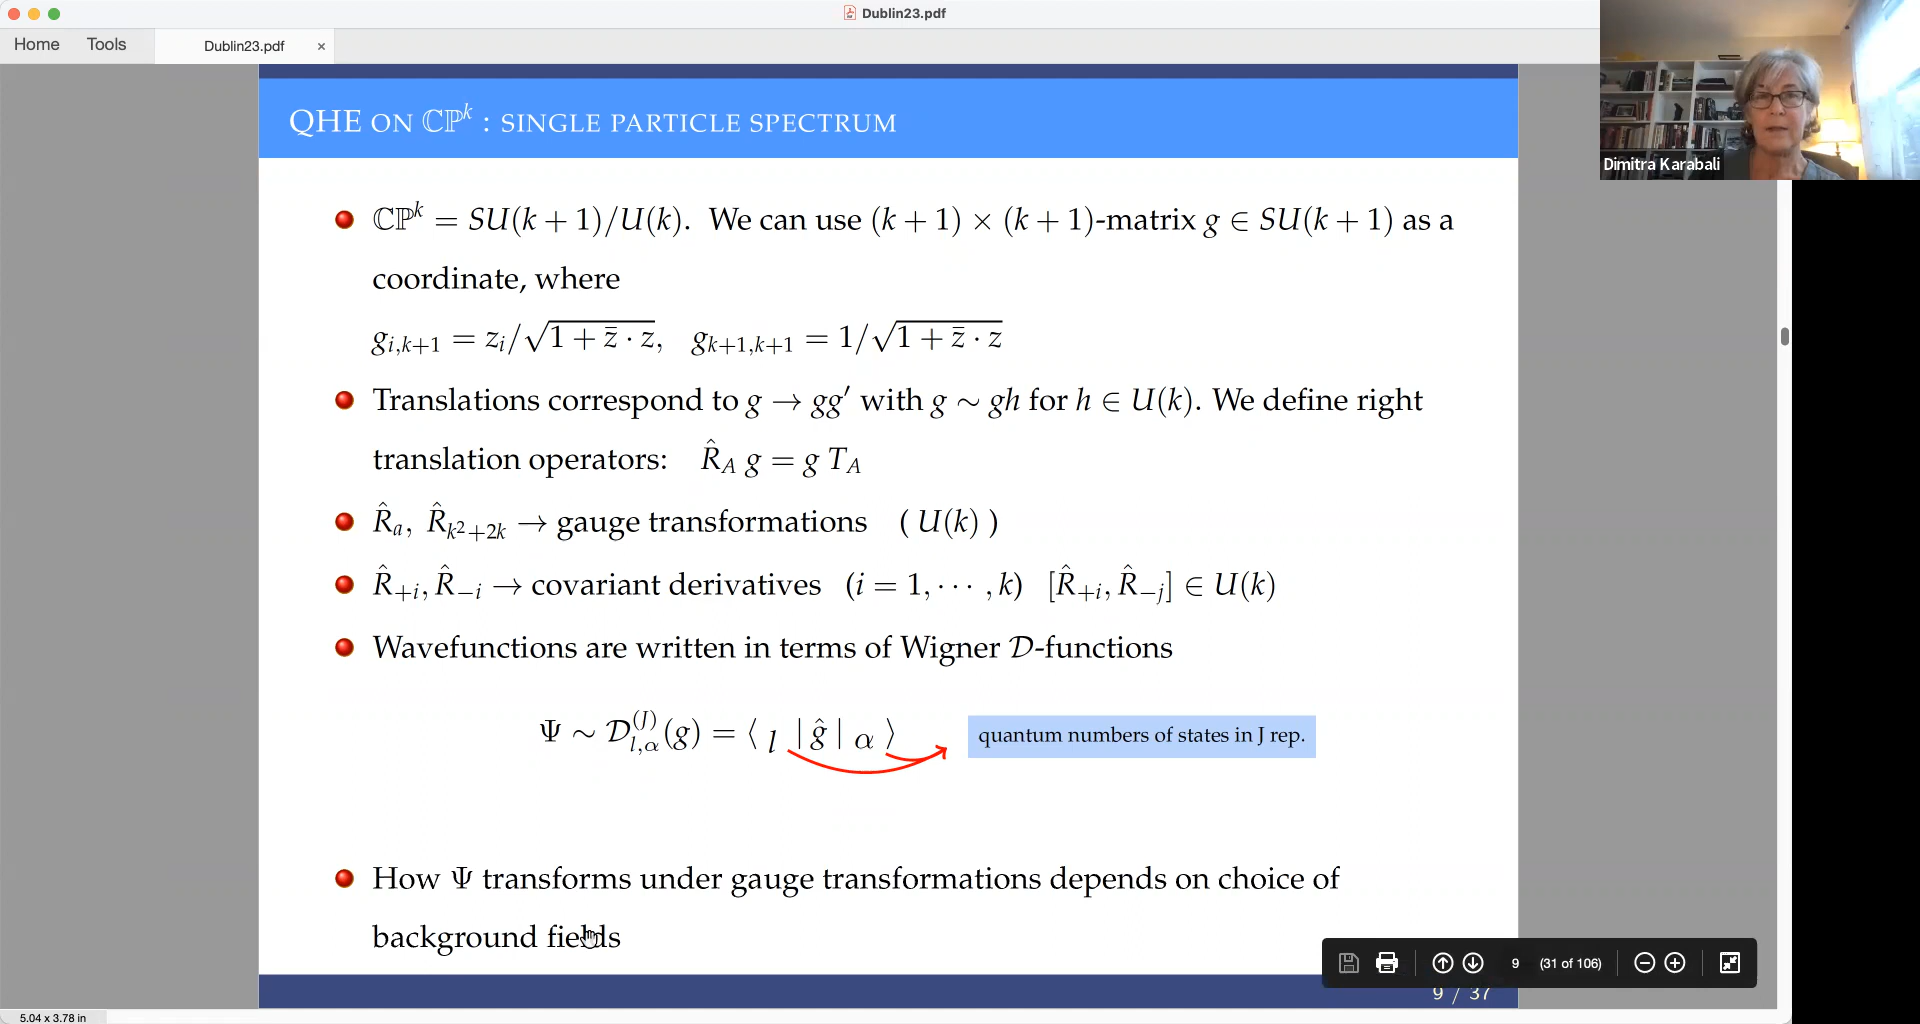 Dublin23.pdf
Home Tools Dublin23.pdf ×
Dimitra Karabali
QHE ON ℂℙ^k : SINGLE PARTICLE SPECTRUM
ℂℙ^k = SU(k + 1)/U(k). We can use (k + 1) × (k + 1)-matrix g ∈ SU(k + 1) as a
coordinate, where
g_{i,k+1} = z_i/√(1 + z̄ · z), g_{k+1,k+1} = 1/√(1 + z̄ · z)
Translations correspond to g → gg′ with g ∼ gh for h ∈ U(k). We define right
translation operators: R̂_A g = g T_A
R̂_a, R̂_{k²+2k} → gauge transformations ( U(k) )
R̂_{+i}, R̂_{−i} → covariant derivatives (i = 1, ··· , k) [R̂_{+i}, R̂_{−j}] ∈ U(k)
Wavefunctions are written in terms of Wigner 𝒟-functions
Ψ ∼ 𝒟^{(J)}_{l,α}(g) = ⟨ l | ĝ | α ⟩ quantum numbers of states in J rep.
How Ψ transforms under gauge transformations depends on choice of
background fields
9 (31 of 106)
9 / 37
5.04 x 3.78 in